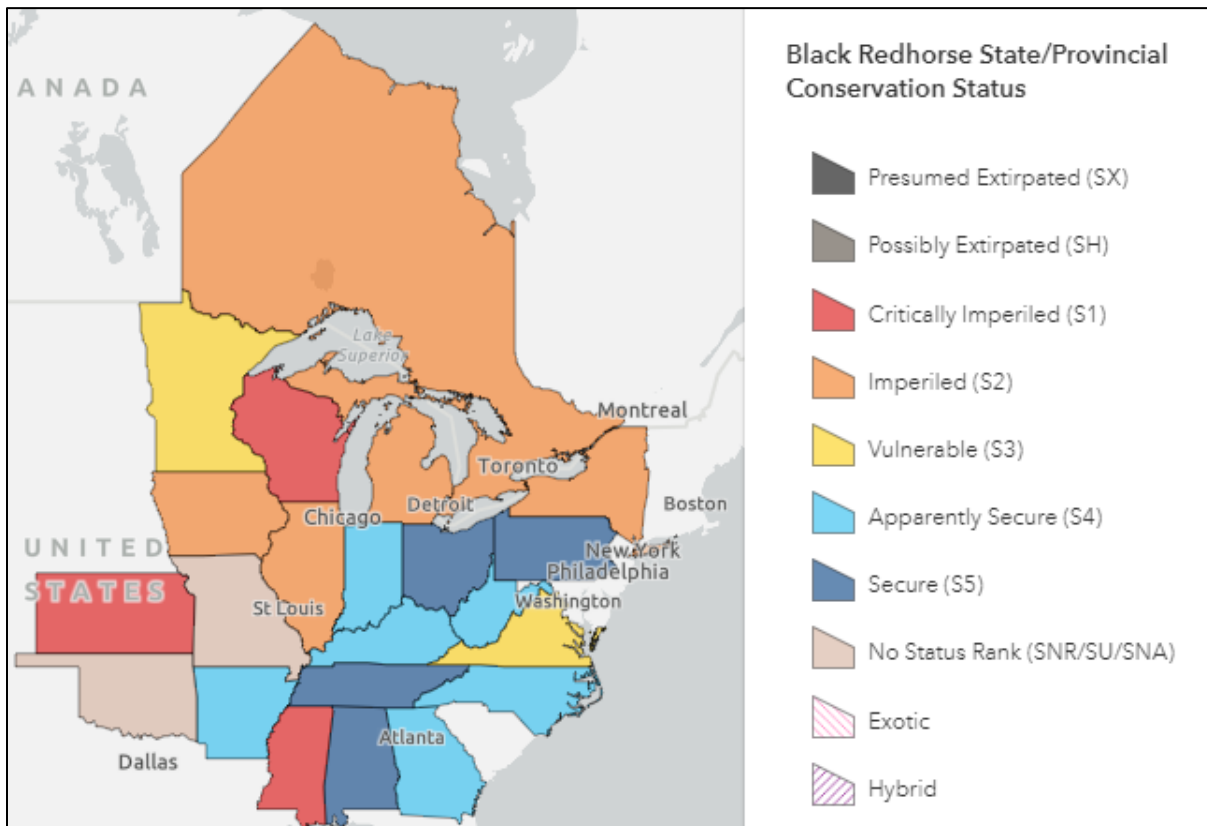 ANADA
Lake
Superior
Montreal
Toronto
Detroit
Boston
Chicago
UNITED
STATES
New York
Philadelphia
Washington
St Louis
Atlanta
Dallas
Black Redhorse State/Provincial
Conservation Status
Presumed Extirpated (SX)
Possibly Extirpated (SH)
Critically Imperiled (S1)
Imperiled (S2)
Vulnerable (S3)
Apparently Secure (S4)
Secure (S5)
No Status Rank (SNR/SU/SNA)
Exotic
Hybrid